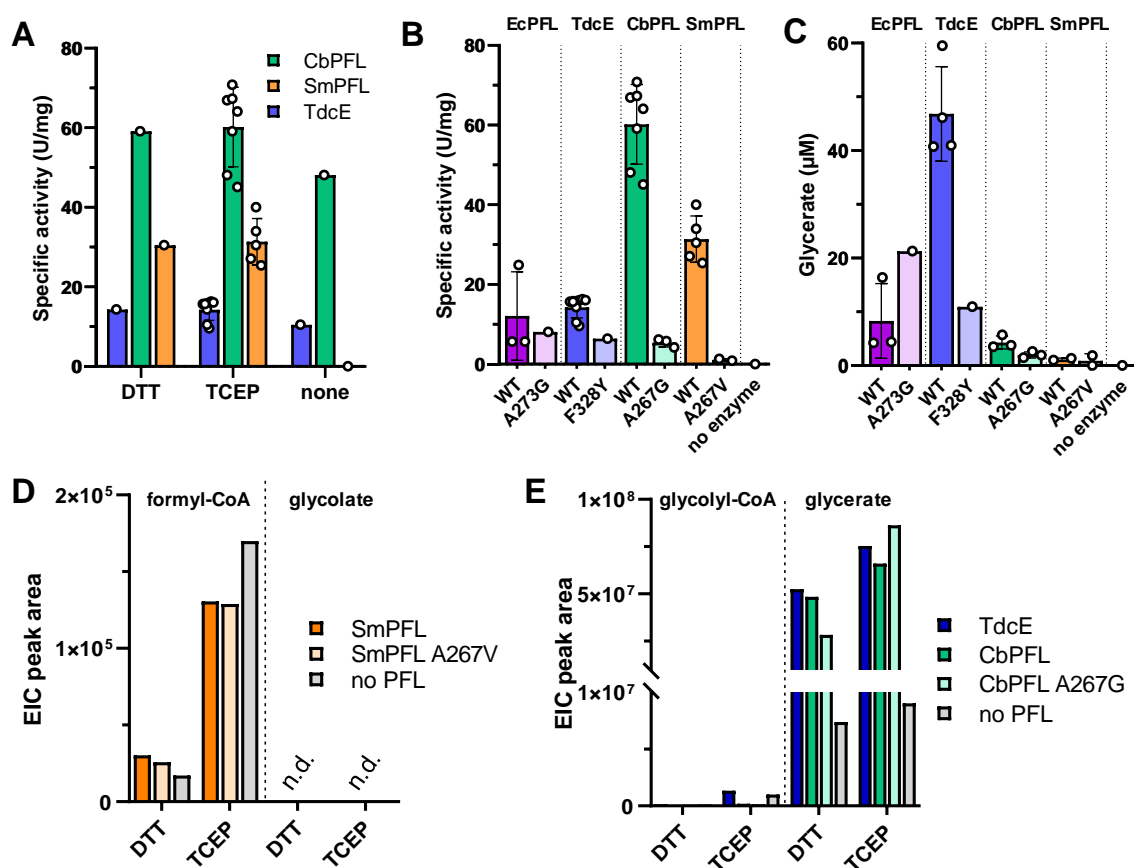 A
Specific activity (U/mg)
80
60
40
20
0
CbPFL
SmPFL
TdcE
DTT
TCEP
none
B
EcPFL TdcE CbPFL SmPFL
Specific activity (U/mg)
80
60
40
20
0
WT
A273G
WT
F328Y
WT
A267G
WT
A267V
no enzyme
C
EcPFL TdcE CbPFL SmPFL
Glycerate (µM)
60
40
20
0
WT
A273G
WT
F328Y
WT
A267G
WT
A267V
no enzyme
D
EIC peak area
2×10⁵
1×10⁵
0
formyl-CoA glycolate
n.d.
n.d.
SmPFL
SmPFL A267V
no PFL
DTT
TCEP
DTT
TCEP
E
EIC peak area
1×10⁸
5×10⁷
1×10⁷
0
glycolyl-CoA glycerate
TdcE
CbPFL
CbPFL A267G
no PFL
DTT
TCEP
DTT
TCEP